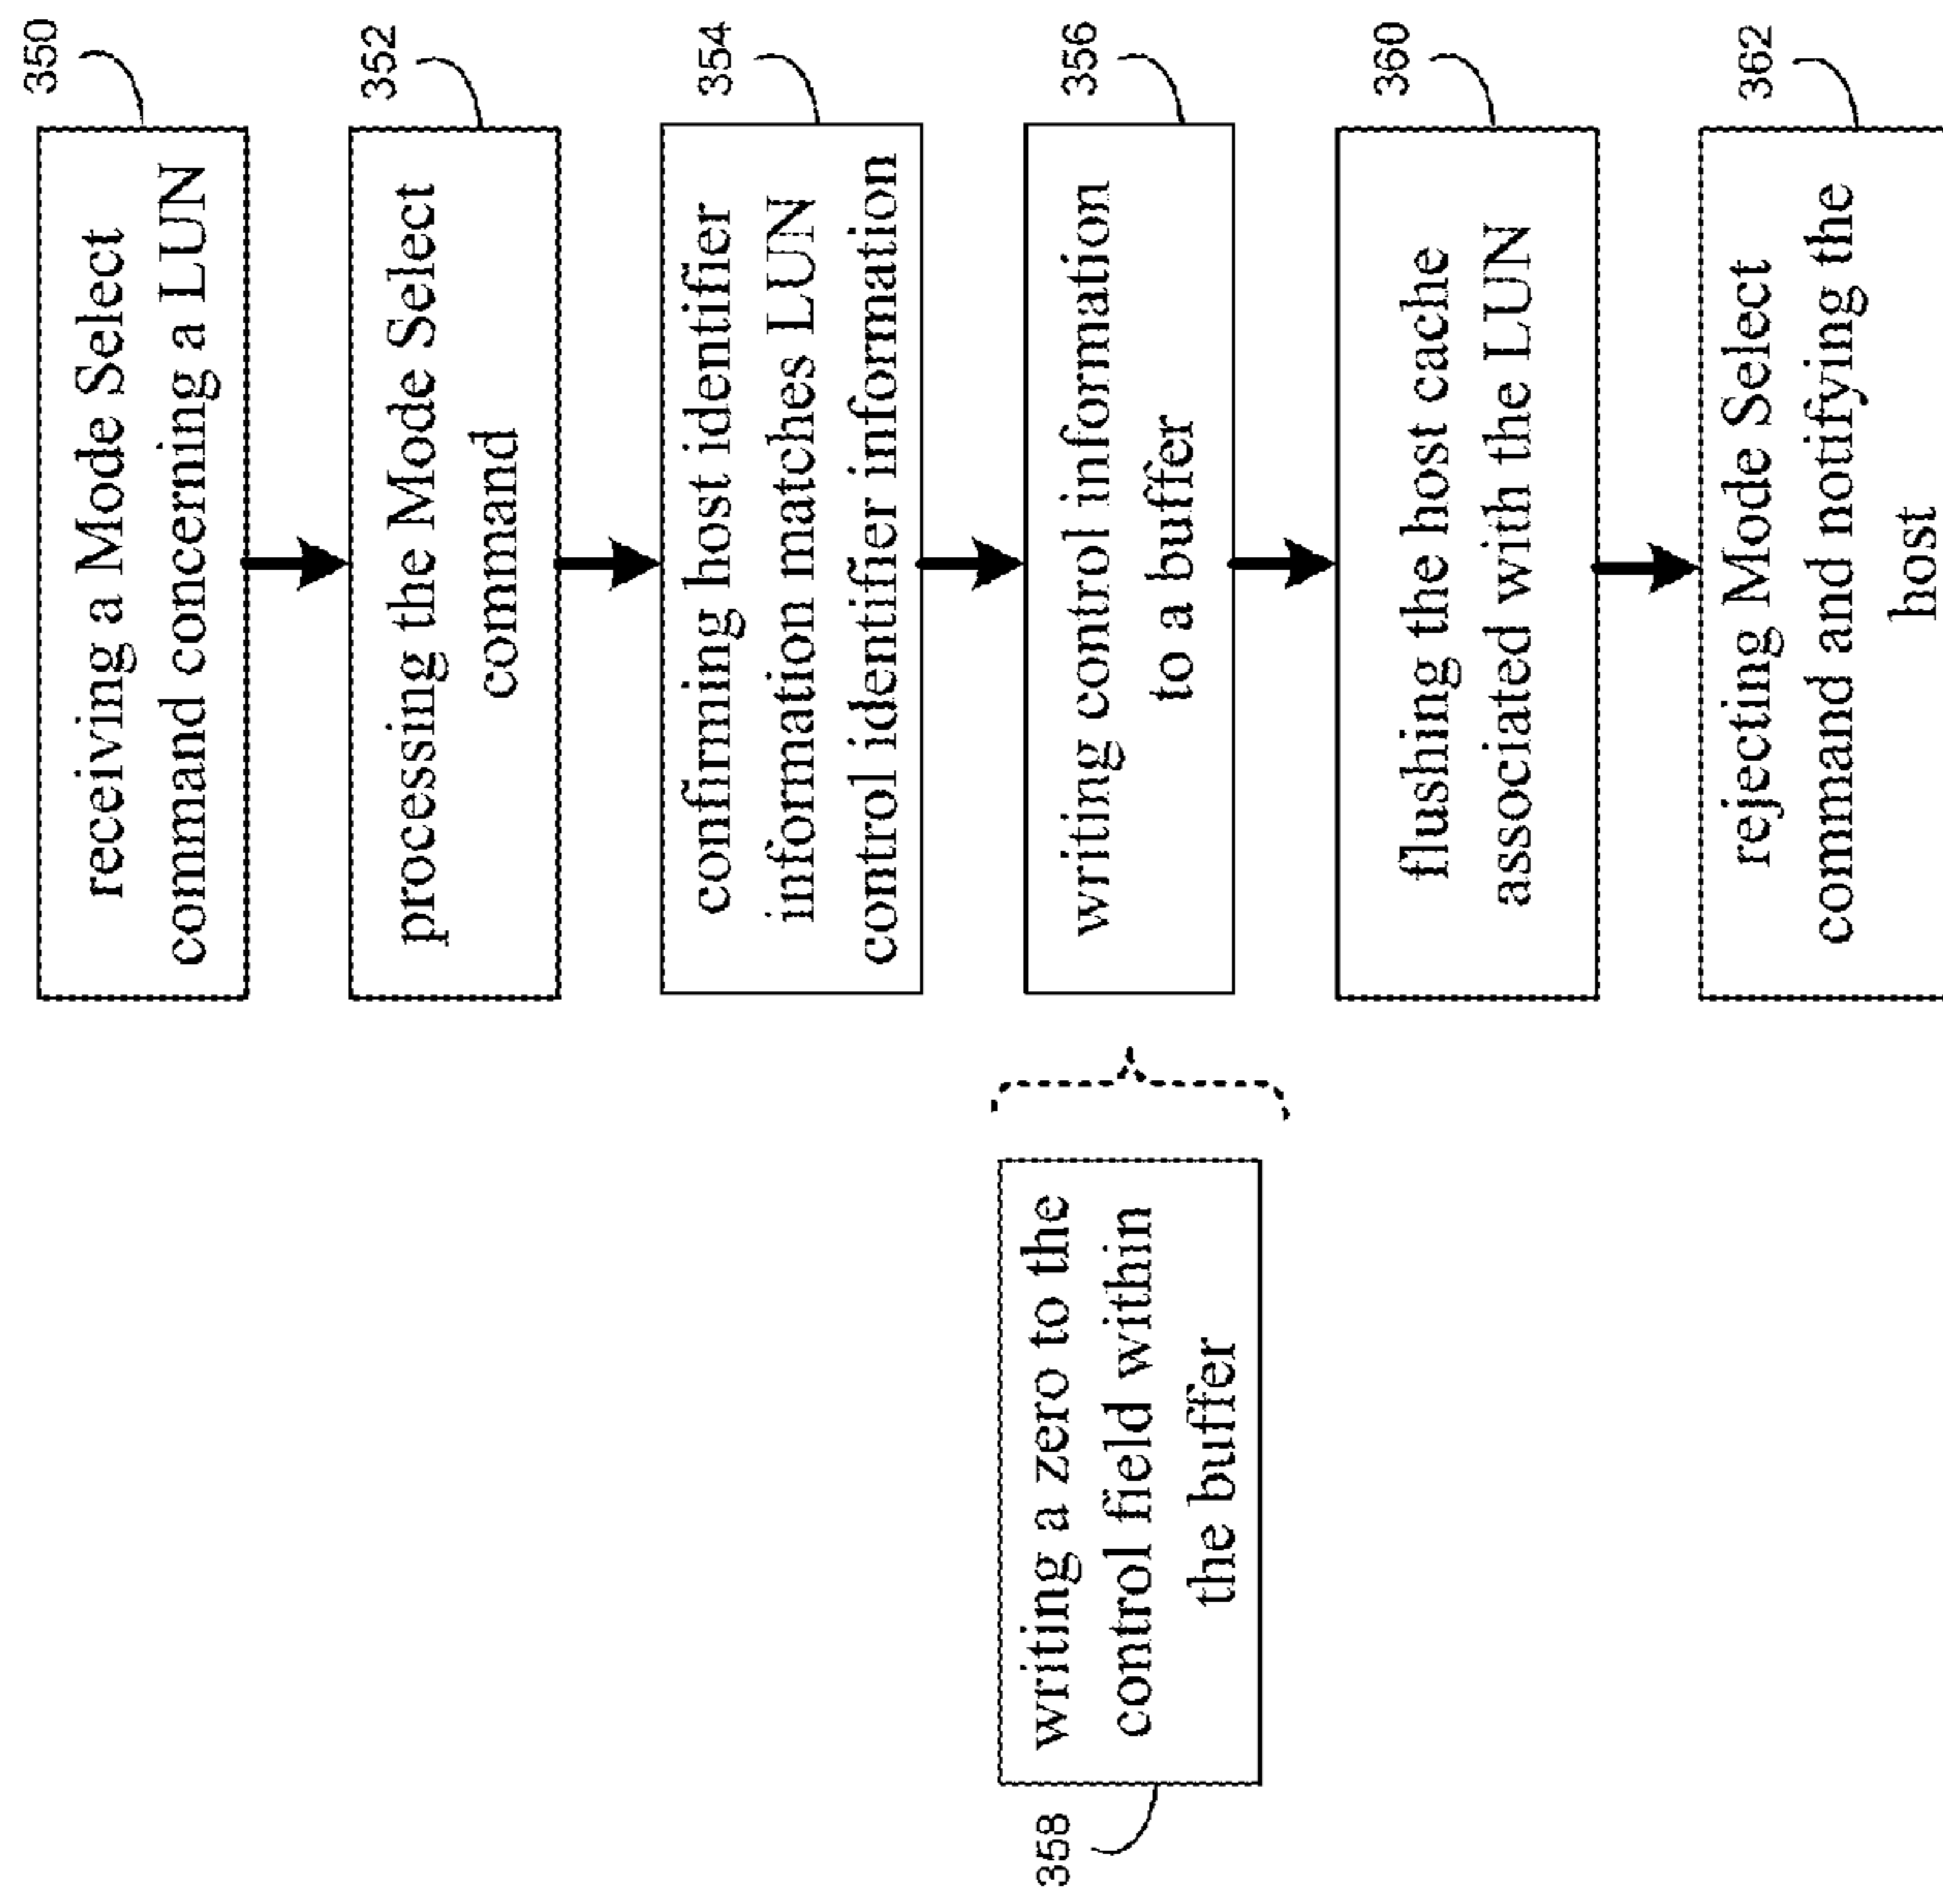 350
receiving a Mode Select
command concerning a LUN
352
processing the Mode Select
command
354
confirming host identifier
information matches LUN
control identifier information
356
writing control information
to a buffer
358
writing a zero to the
control field within
the buffer
360
flushing the host cache
associated with the LUN
362
rejecting Mode Select
command and notifying the
host